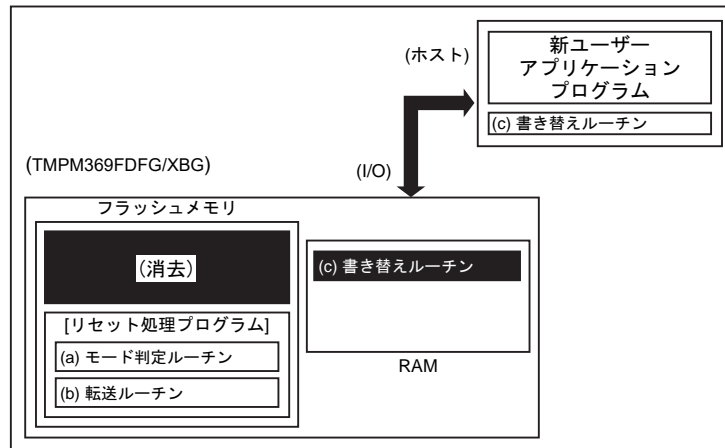 (ホスト)
新ユーザー
アプリケーション
プログラム
(c) 書き替えルーチン
(TMPM369FDFG/XBG)
(I/O)
フラッシュメモリ
(消去)
[リセット処理プログラム]
(a) モード判定ルーチン
(b) 転送ルーチン
(c) 書き替えルーチン
RAM